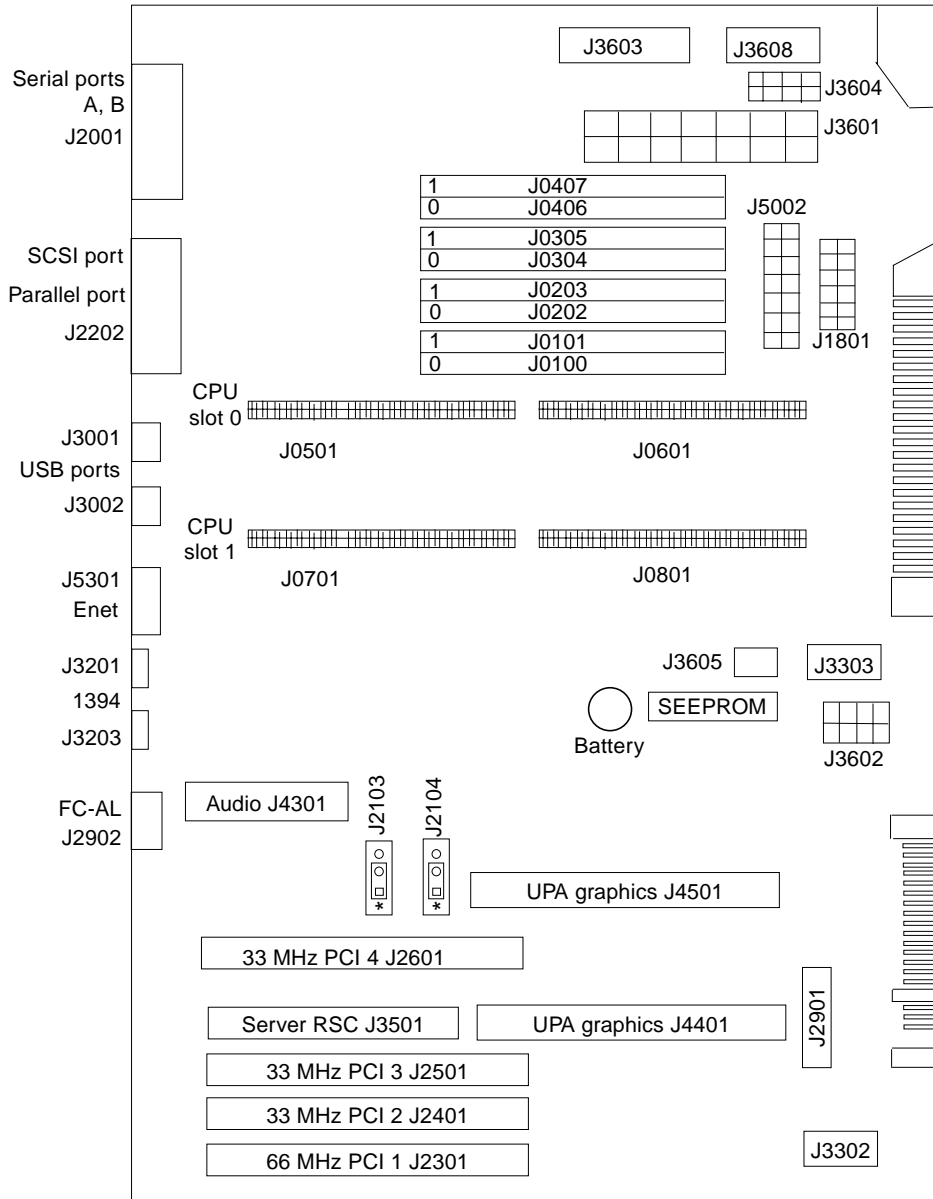 J3603
J3608
Serial ports
A, B
J2001
J3604
J3601
1 J0407
0 J0406
J5002
SCSI port
Parallel port
J2202
1 J0305
0 J0304
1 J0203
0 J0202
1 J0101
0 J0100
J1801
CPU
slot 0
J3001
USB ports
J3002
J0501
J0601
CPU
slot 1
J5301
Enet
J0701
J0801
J3201
1394
J3203
J3605
J3303
SEEPROM
Battery
J3602
FC-AL
J2902
Audio J4301
J2103
J2104
*
*
UPA graphics J4501
33 MHz PCI 4 J2601
Server RSC J3501
UPA graphics J4401
J2901
33 MHz PCI 3 J2501
33 MHz PCI 2 J2401
66 MHz PCI 1 J2301
J3302